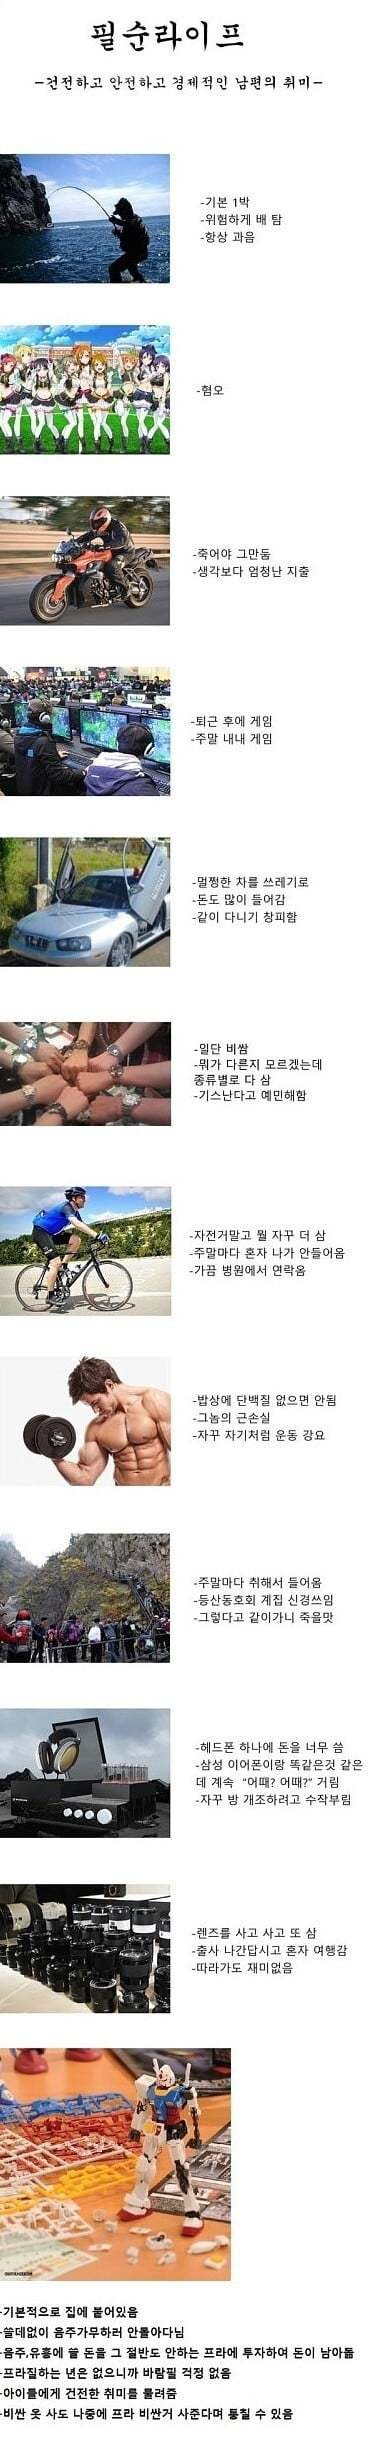 필순라이프
-건전하고 안전하고 경제적인 남편의 취미-
-기본 1박
-위험하게 배 탐
-항상 과음
-혐오
-죽어야 그만둠
-생각보다 엄청난 지출
-퇴근 후에 게임
-주말 내내 게임
-멀쩡한 차를 쓰레기로
-돈도 많이 들어감
-같이 다니기 창피함
-일단 비쌈
-뭐가 다른지 모르겠는데
종류별로 다 삼
-기스난다고 예민해함
-자전거말고 뭘 자꾸 더 삼
-주말마다 혼자 나가 안들어옴
-가끔 병원에서 연락옴
-밥상에 단백질 없으면 안됨
-그놈의 근손실
-자꾸 자기처럼 운동 강요
-주말마다 취해서 들어옴
-등산동호회 계집 신경쓰임
-그렇다고 같이가니 죽을맛
-헤드폰 하나에 돈을 너무 씀
-삼성 이어폰이랑 똑같은것 같은
데 계속 "어때? 어때?" 거림
-자꾸 방 개조하려고 수작부림
-렌즈를 사고 사고 또 삼
-출사 나간답시고 혼자 여행감
-따라가도 재미없음
-기본적으로 집에 붙어있음
-쓸데없이 음주가무하러 안돌아다님
-음주,유흥에 쓸 돈을 그 절반도 안하는 프라에 투자하여 돈이 남아돎
-프라질하는 년은 없으니까 바람필 걱정 없음
-아이들에게 건전한 취미를 물려줌
-비싼 옷 사도 나중에 프라 비싼거 사준다며 퉁칠 수 있음